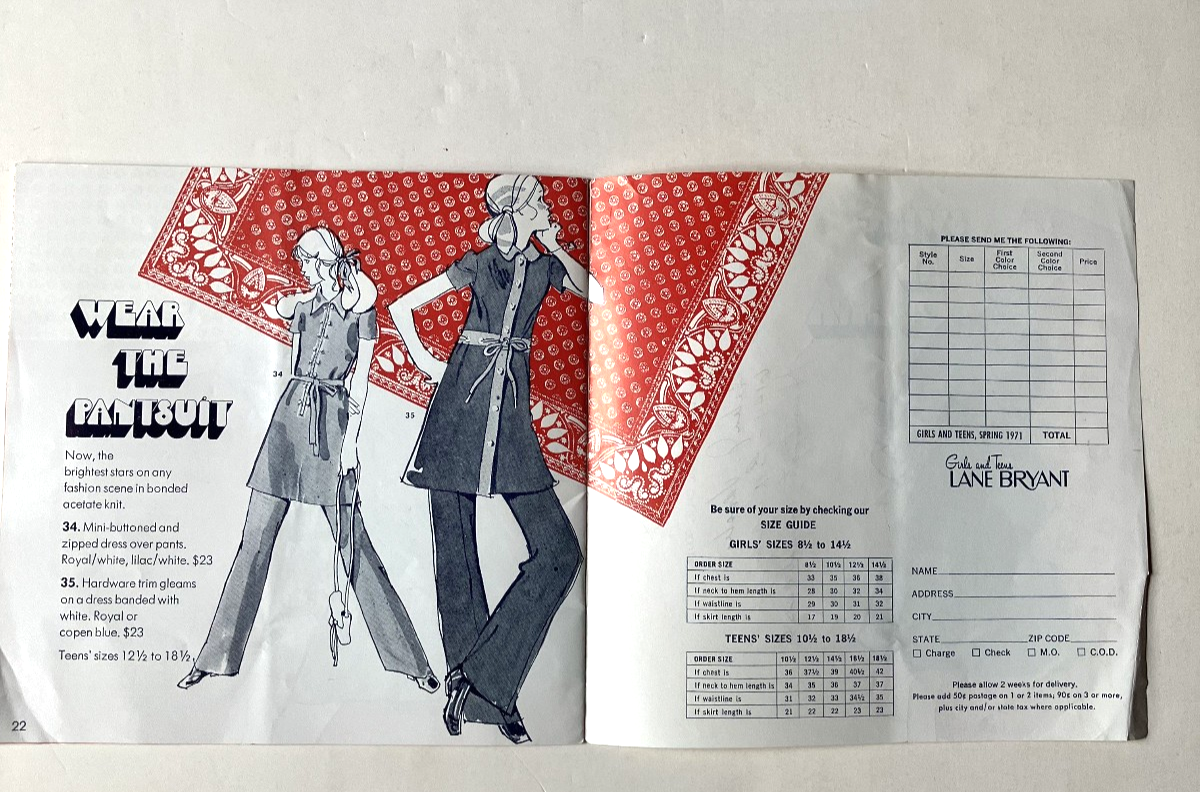 WEAR
THE
PANTSUIT
Now, the
brightest stars on any
fashion scene in bonded
acetate knit.
34. Mini-buttoned and
zipped dress over pants.
Royal/white, lilac/white. $23
35. Hardware trim gleams
on a dress banded with
white. Royal or
copen blue. $23
Teens' sizes 12½ to 18½.
22
34
35
Be sure of your size by checking our
SIZE GUIDE
GIRLS' SIZES 8½ to 14½
ORDER SIZE 8½ 10½ 12½ 14½
If chest is 33 35 36 38
If neck to hem length is 28 30 32 34
If waistline is 29 30 31 32
If skirt length is 17 19 20 21
TEENS' SIZES 10½ to 18½
ORDER SIZE 10½ 12½ 14½ 16½ 18½
If chest is 36 37½ 39 40½ 42
If neck to hem length is 34 35 36 37 37
If waistline is 31 32 33 34½ 35
If skirt length is 21 22 22 23 23
PLEASE SEND ME THE FOLLOWING:
Style No. Size First Color Choice Second Color Choice Price
GIRLS AND TEENS, SPRING 1971 TOTAL
Girls and Teens
LANE BRYANT
NAME
ADDRESS
CITY
STATE ZIP CODE
Charge Check M.O. C.O.D.
Please allow 2 weeks for delivery.
Please add 50¢ postage on 1 or 2 items; 90¢ on 3 or more,
plus city and/or state tax where applicable.